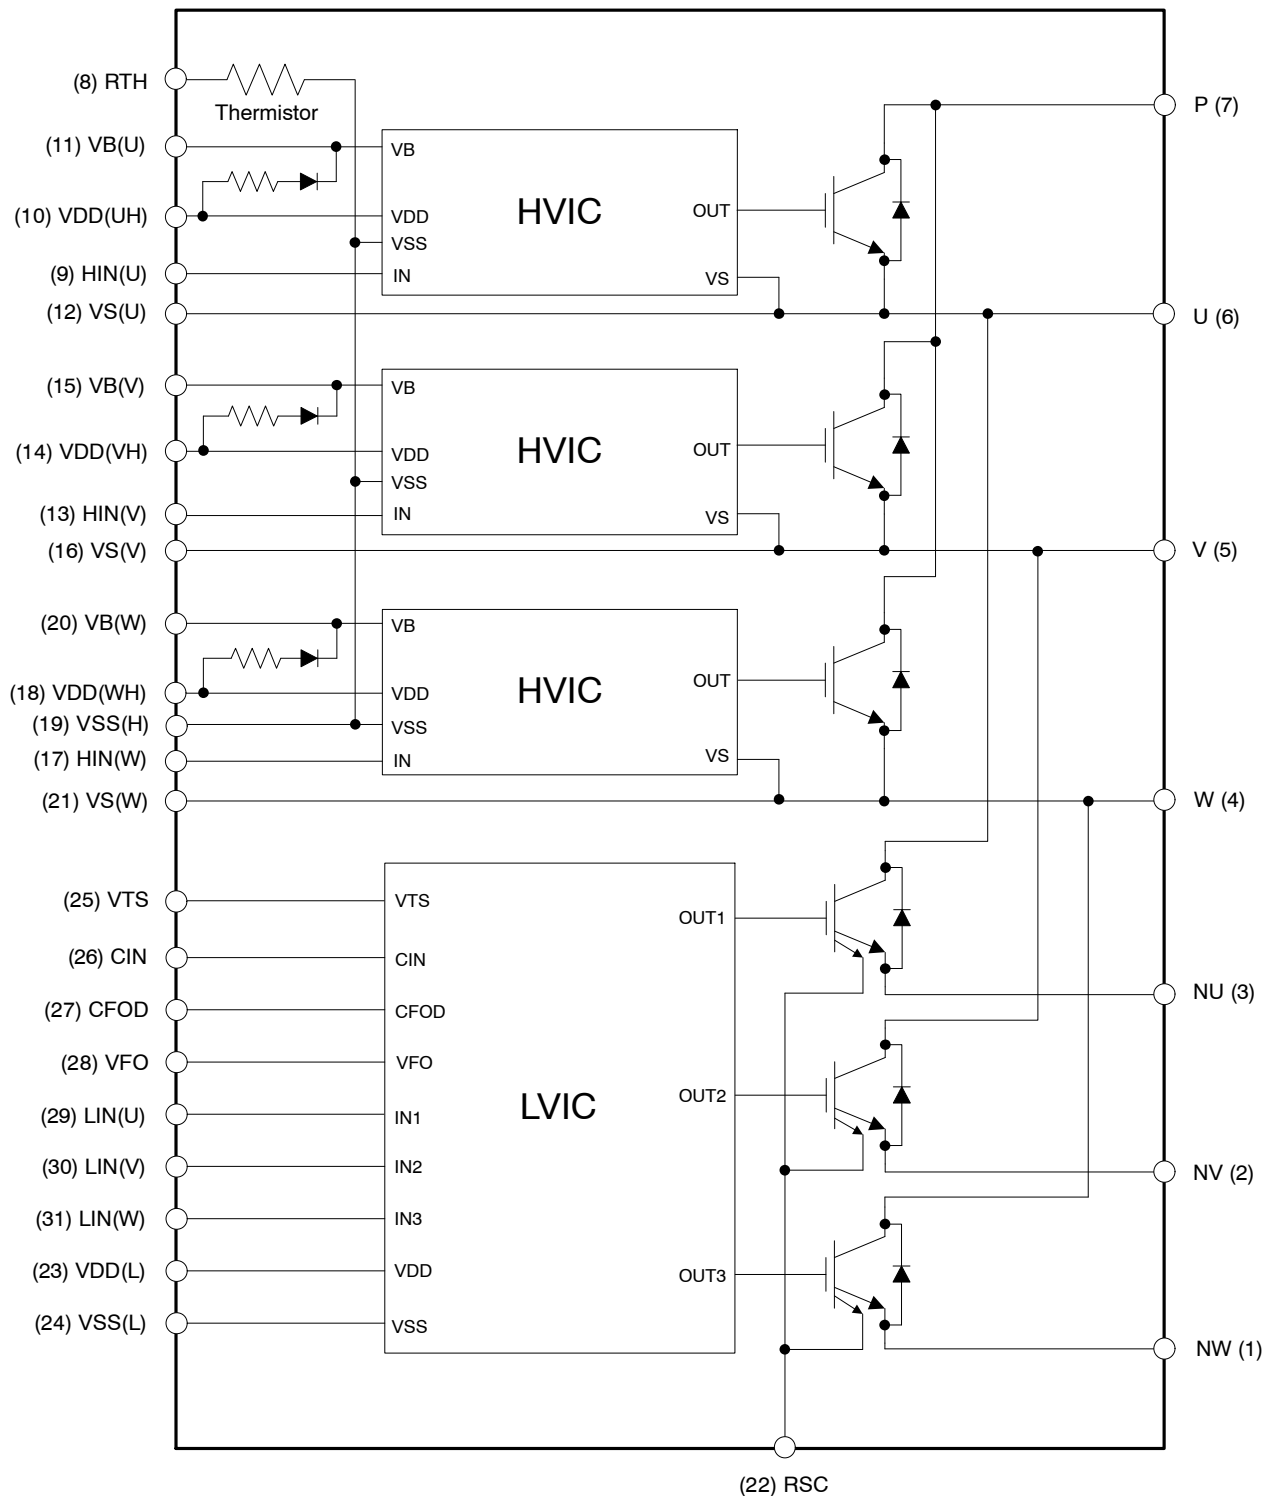 (8) RTH
Thermistor
P (7)
(11) VB(U)
VB
(10) VDD(UH)
VDD
HVIC
OUT
VSS
(9) HIN(U)
IN
VS
(12) VS(U)
U (6)
(15) VB(V)
VB
(14) VDD(VH)
VDD
HVIC
OUT
VSS
(13) HIN(V)
IN
VS
(16) VS(V)
V (5)
(20) VB(W)
VB
(18) VDD(WH)
VDD
HVIC
OUT
(19) VSS(H)
VSS
(17) HIN(W)
IN
VS
(21) VS(W)
W (4)
(25) VTS
VTS
OUT1
(26) CIN
CIN
NU (3)
(27) CFOD
CFOD
(28) VFO
VFO
LVIC
OUT2
(29) LIN(U)
IN1
(30) LIN(V)
IN2
NV (2)
(31) LIN(W)
IN3
(23) VDD(L)
VDD
OUT3
(24) VSS(L)
VSS
NW (1)
(22) RSC